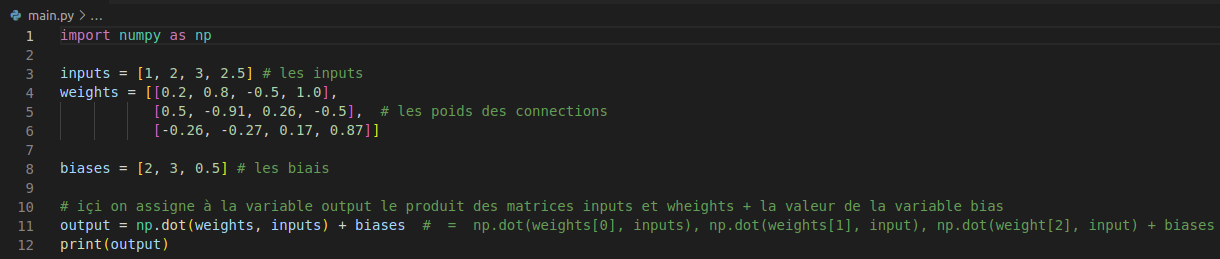 main.py > ...
1 import numpy as np
2
3 inputs = [1, 2, 3, 2.5] # les inputs
4 weights = [[0.2, 0.8, -0.5, 1.0],
5 [0.5, -0.91, 0.26, -0.5], # les poids des connections
6 [-0.26, -0.27, 0.17, 0.87]]
7
8 biases = [2, 3, 0.5] # les biais
9
10 # içi on assigne à la variable output le produit des matrices inputs et wheights + la valeur de la variable bias
11 output = np.dot(weights, inputs) + biases # = np.dot(weights[0], inputs), np.dot(weights[1], input), np.dot(weight[2], input) + biases
12 print(output)